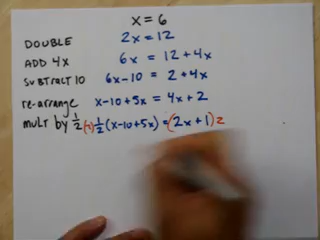 x = 6
DOUBLE 2x = 12
ADD 4x 6x = 12 + 4x
SUBTRACT 10 6x - 10 = 2 + 4x
re-arrange x - 10 + 5x = 4x + 2
MULT by 1/2 1/2 (x - 10 + 5x) = (2x + 1) 2